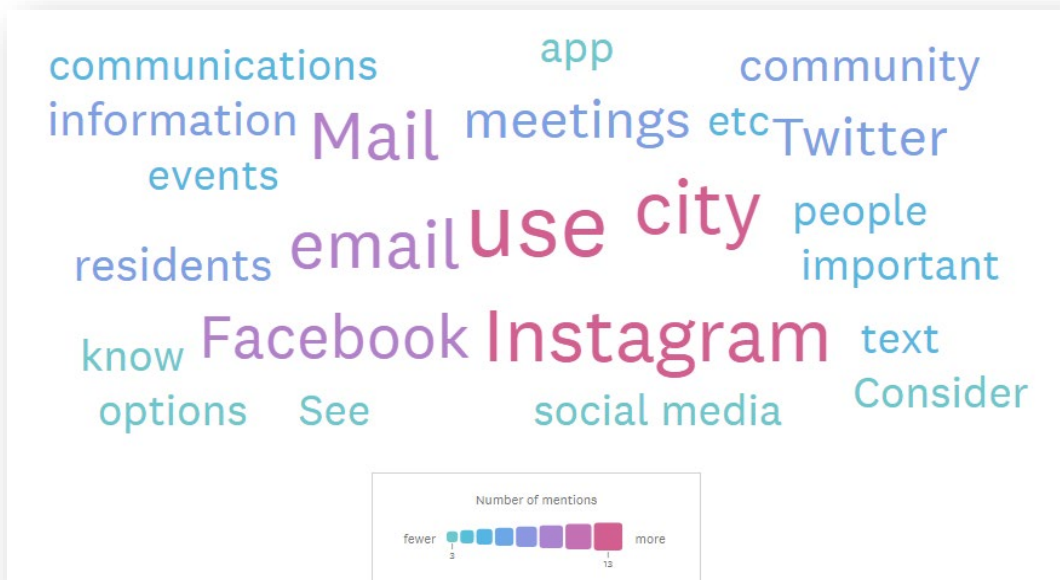 app
communications
community
information
Mail
meetings
etc
Twitter
events
use
city
people
email
residents
important
Facebook
Instagram
text
know
Consider
options
See
social media
Number of mentions
fewer
more
3
13